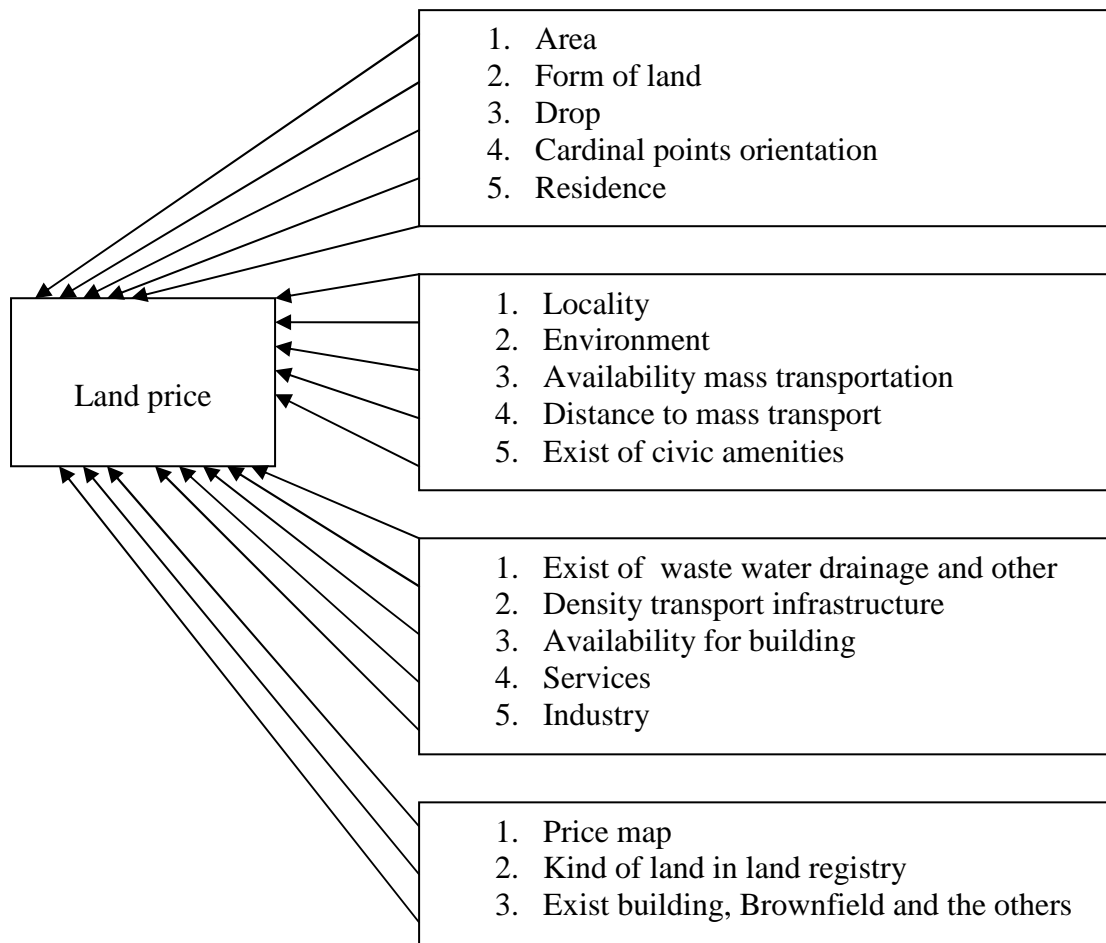 1. Area
2. Form of land
3. Drop
4. Cardinal points orientation
5. Residence
Land price
1. Locality
2. Environment
3. Availability mass transportation
4. Distance to mass transport
5. Exist of civic amenities
1. Exist of  waste water drainage and other
2. Density transport infrastructure
3. Availability for building
4. Services
5. Industry
1. Price map
2. Kind of land in land registry
3. Exist building, Brownfield and the others